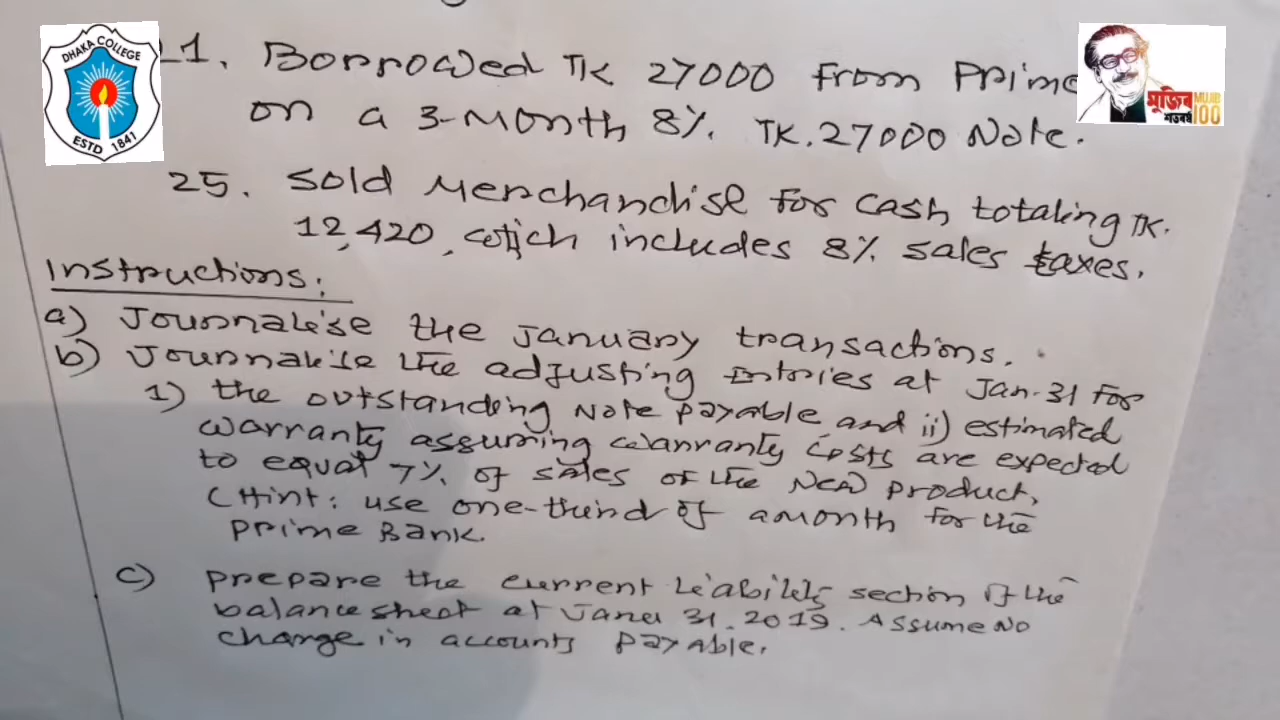 DHAKA COLLEGE
ESTD 1841
মুজিব
শতবর্ষ
MUJIB
100
21. Borrowed TK 27000 from Prime
on a 3-Month 8%. TK.27000 Note.
25. Sold Merchandise for cash totaling TK.
12,420, which includes 8% sales taxes.
Instructions:
a) Journalise the January transactions.
b) Journalise the adjusting Entries at Jan-31 for
1) the outstanding Note payable and ii) estimated
warranty assuming warranty costs are expected
to equal 7% of sales of the New product.
(Hint: use one-third of a month for the
Prime Bank.
c) Prepare the current liability section of the
balance sheet at 31. 2019. Assume No
change in accounts payable.